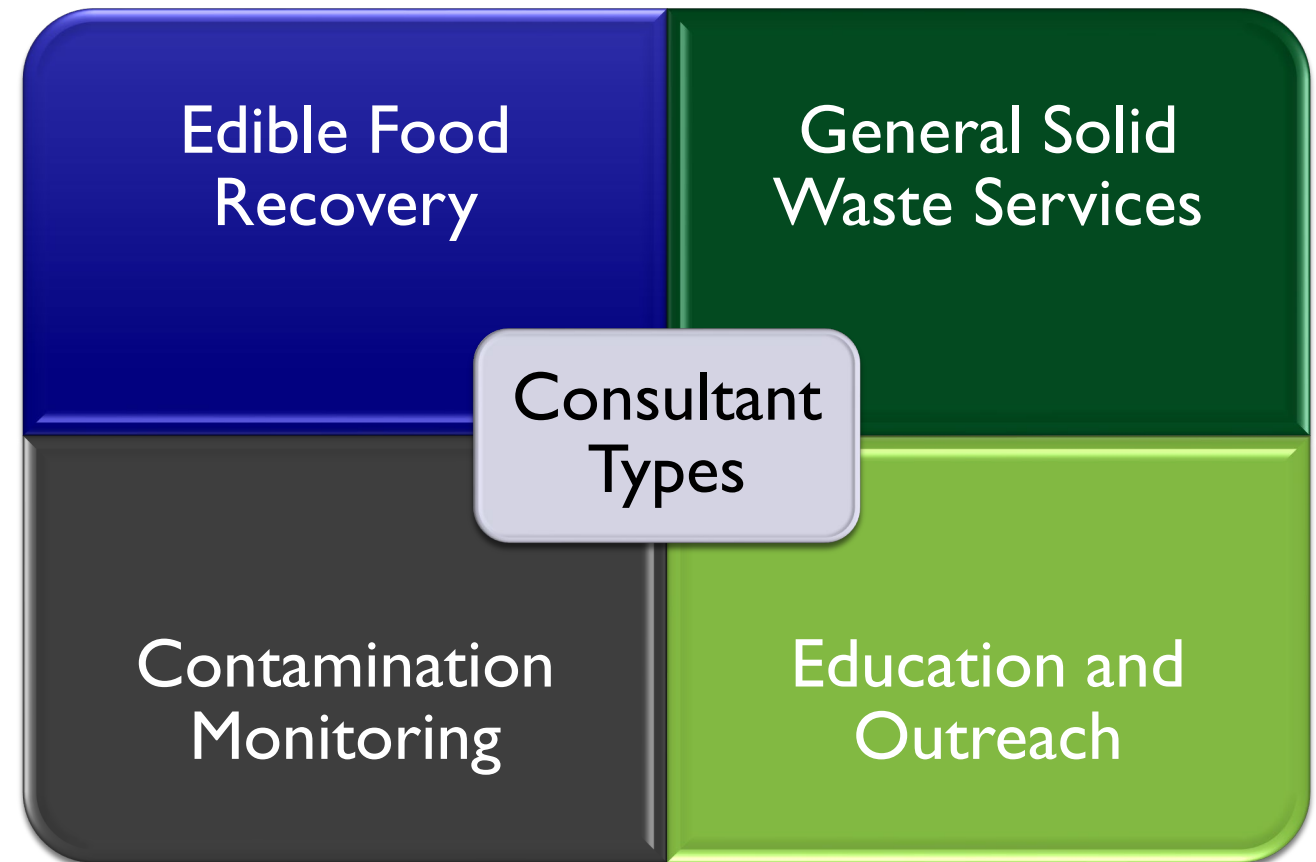 Edible Food
Recovery
General Solid
Waste Services
Consultant
Types
Contamination
Monitoring
Education and
Outreach